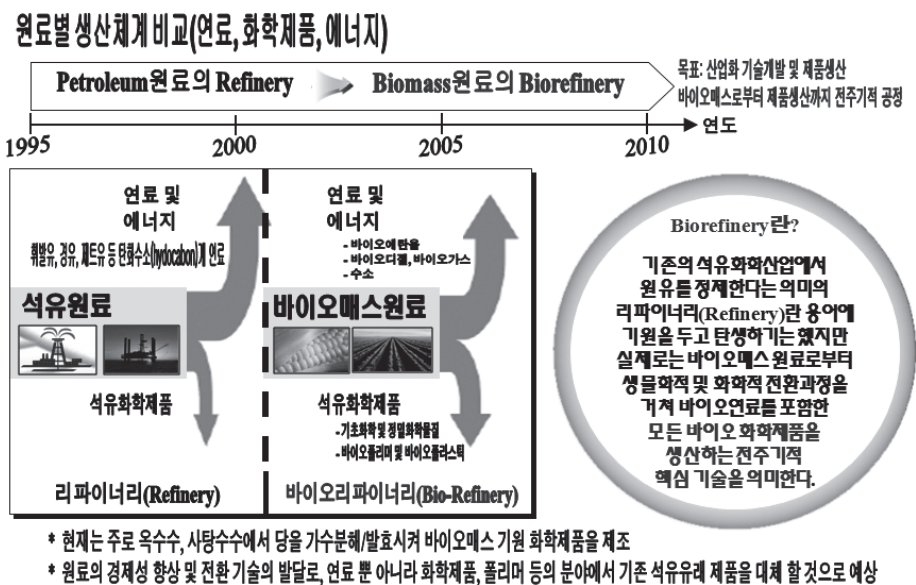 원료별 생산체계 비교(연료, 화학제품, 에너지)
Petroleum원료의 Refinery
Biomass원료의 Biorefinery
목표: 산업화 기술개발 및 제품생산
바이오매스로부터 제품생산까지 전주기적 공정
연도
1995
2000
2005
2010
연료 및
에너지
휘발유, 경유, 제트유 등 탄화수소(hydocabon)계 연료
석유원료
석유화학제품
리파이너리(Refinery)
연료 및
에너지
- 바이오에탄올
- 바이오디젤, 바이오가스
- 수소
바이오매스원료
석유화학제품
-기초화학 및 정밀화학물질
-바이오폴리머 및 바이오플라스틱
바이오리파이너리(Bio-Refinery)
Biorefinery란?
기존의 석유화학산업에서
원유를 정제한다는 의미의
리파이너리(Refinery)란 용어에
기원을 두고 탄생하기는 했지만
실제로는 바이오매스 원료로부터
생물화적 및 화학적 전환과정을
거쳐 바이오연료를 포함한
모든 바이오 화학제품을
생산하는 전주기적
핵심 기술을 의미한다.
* 현재는 주로 옥수수, 사탕수수에서 당을 가수분해/발효시켜 바이오매스 기원 화학제품을 제조
* 원료의 경제성 향상 및 전환 기술의 발달로, 연료 뿐 아니라 화학제품, 폴리머 등의 분야에서 기존 석유유래 제품을 대체 할 것으로 예상